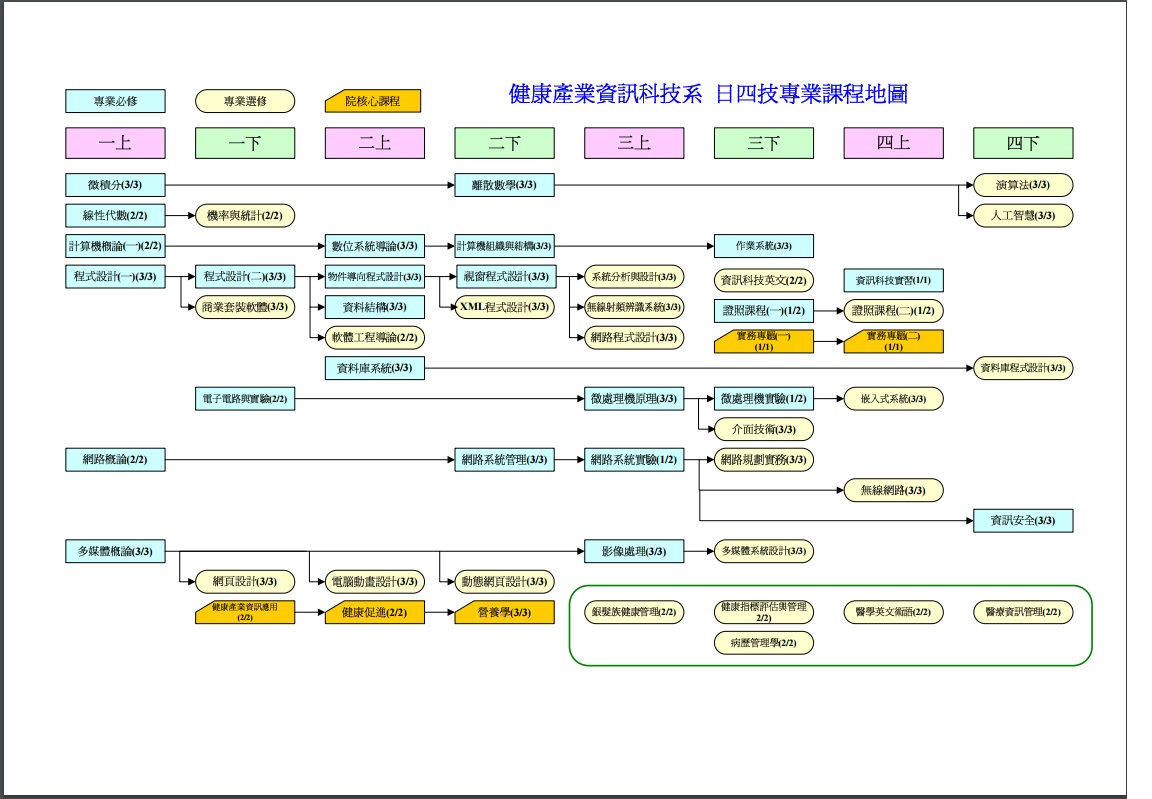 健康產業資訊科技系 日四技專業課程地圖
專業必修 專業選修 院核心課程
一上 一下 二上 二下 三上 三下 四上 四下
微積分(3/3) 離散數學(3/3) 演算法(3/3)
線性代數(2/2) 機率與統計(2/2) 人工智慧(3/3)
計算機概論(一)(2/2) 數位系統導論(3/3) 計算機組織與結構(3/3) 作業系統(3/3)
程式設計(一)(3/3) 程式設計(二)(3/3) 物件導向程式設計(3/3) 視窗程式設計(3/3) 系統分析與設計(3/3) 資訊科技英文(2/2) 資訊科技實習(1/1)
商業套裝軟體(3/3) 資料結構(3/3) XML程式設計(3/3) 無線射頻辨識系統(3/3) 證照課程(一)(1/2) 證照課程(二)(1/2)
軟體工程導論(2/2) 網路程式設計(3/3) 實務專題(一) 實務專題(二)
(1/1) (1/1)
資料庫系統(3/3) 資料庫程式設計(3/3)
電子電路與實驗(2/2) 微處理機原理(3/3) 微處理機實驗(1/2) 嵌入式系統(3/3)
介面技術(3/3)
網路概論(2/2) 網路系統管理(3/3) 網路系統實驗(1/2) 網路規劃實務(3/3)
無線網路(3/3)
資訊安全(3/3)
多媒體概論(3/3) 影像處理(3/3) 多媒體系統設計(3/3)
網頁設計(3/3) 電腦動畫設計(3/3) 動態網頁設計(3/3)
健康產業資訊應用
(2/2) 健康促進(2/2) 營養學(3/3) 銀髮族健康管理(2/2) 健康指標評估與管理
2/2) 醫學英文術語(2/2) 醫療資訊管理(2/2)
病歷管理學(2/2)